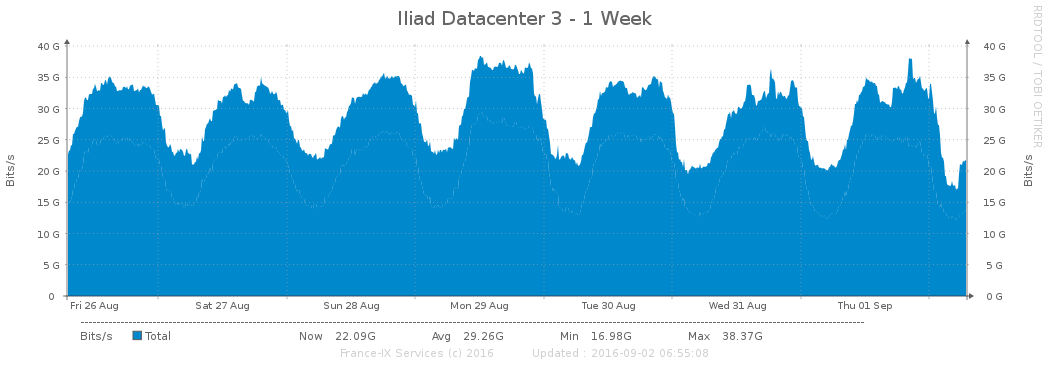 Iliad Datacenter 3 - 1 Week
RRDTOOL / TOBI OETIKER
Bits/s
40 G
35 G
30 G
25 G
20 G
15 G
10 G
5 G
0
40 G
35 G
30 G
25 G
20 G
15 G
10 G
5 G
0 G
Bits/s
Fri 26 Aug Sat 27 Aug Sun 28 Aug Mon 29 Aug Tue 30 Aug Wed 31 Aug Thu 01 Sep
Bits/s Total Now 22.09G Avg 29.26G Min 16.98G Max 38.37G
France-IX Services (c) 2016 Updated : 2016-09-02 06:55:08